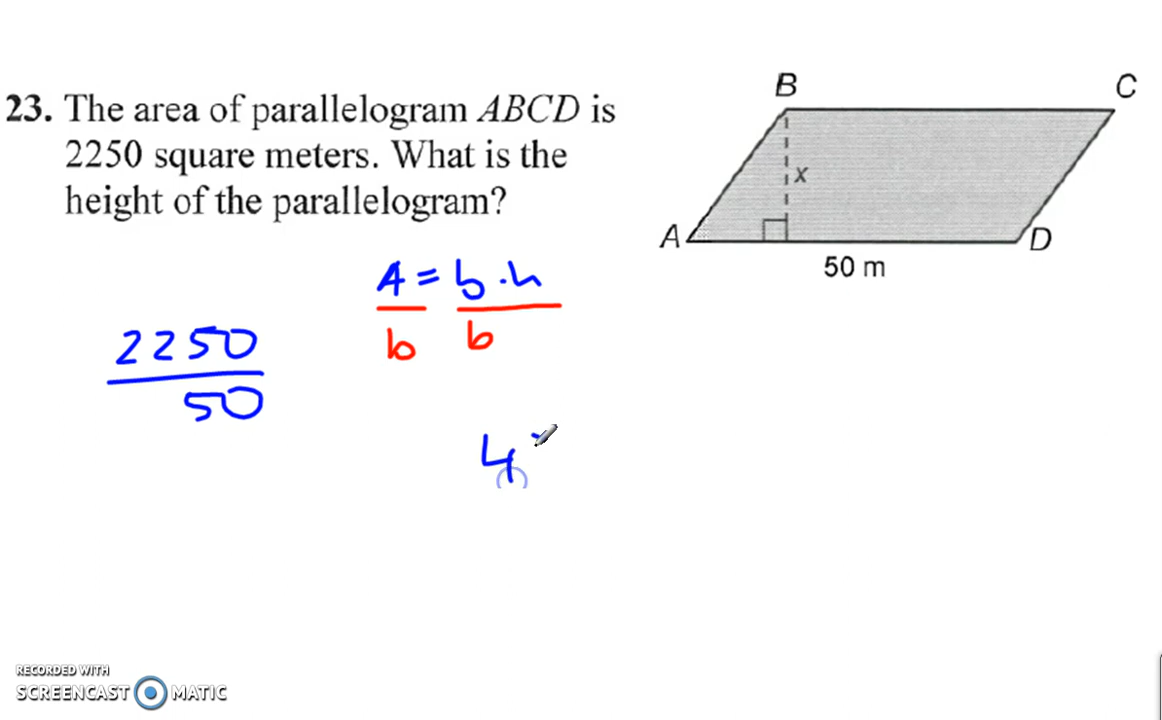 23. The area of parallelogram ABCD is
2250 square meters. What is the
height of the parallelogram?
B
C
x
A
D
50 m
A = b . h
b b
2250
50
4
RECORDED WITH
SCREENCAST MATIC